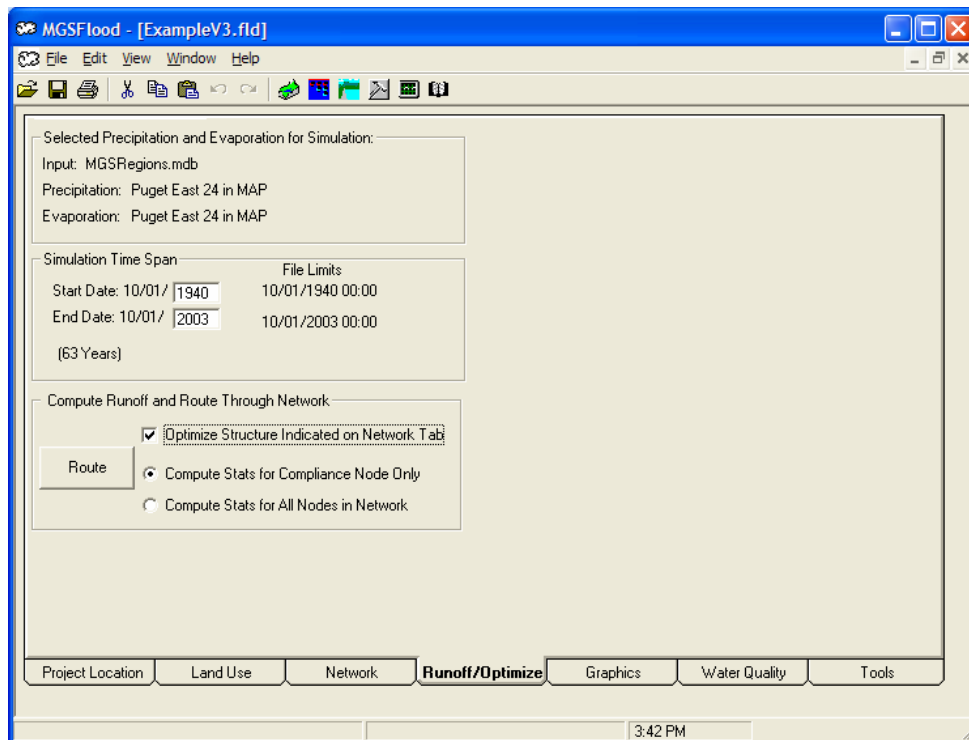 MGSFlood - [ExampleV3.fld]
File Edit View Window Help
Selected Precipitation and Evaporation for Simulation:
Input: MGSRegions.mdb
Precipitation: Puget East 24 in MAP
Evaporation: Puget East 24 in MAP
Simulation Time Span
File Limits
Start Date: 10/01/ 1940 10/01/1940 00:00
End Date: 10/01/ 2003 10/01/2003 00:00
(63 Years)
Compute Runoff and Route Through Network
Optimize Structure Indicated on Network Tab
Route
Compute Stats for Compliance Node Only
Compute Stats for All Nodes in Network
Project Location Land Use Network Runoff/Optimize Graphics Water Quality Tools
3:42 PM